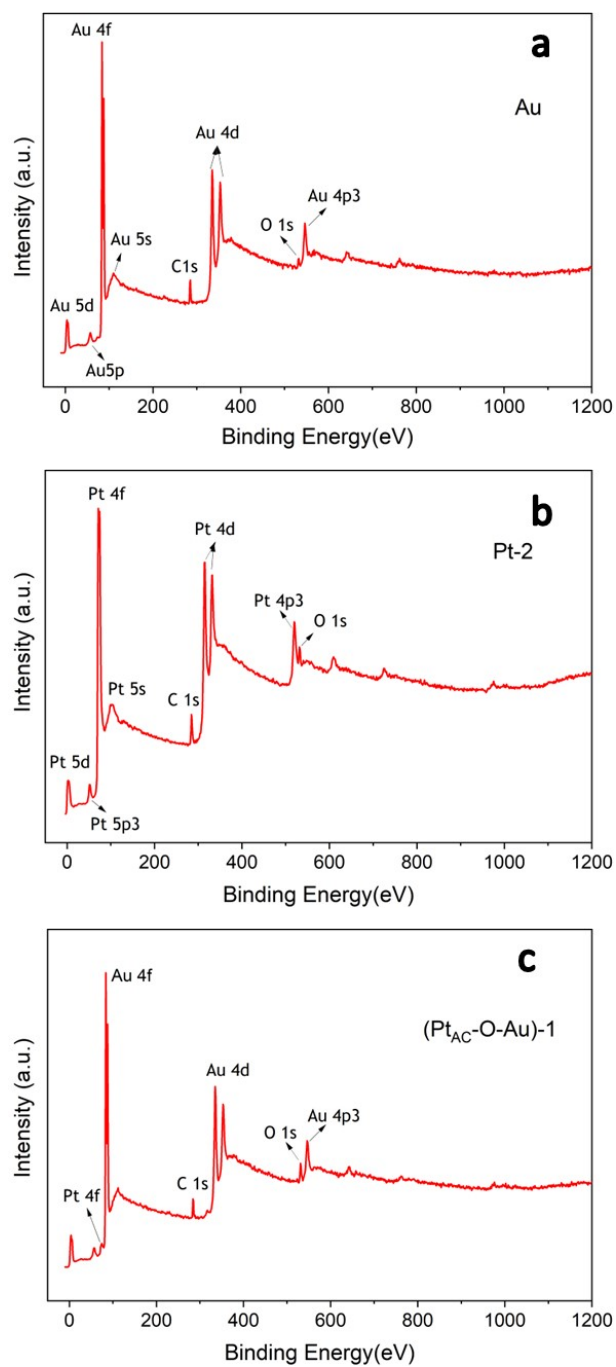 Au 4f
a
Au
Au 4d
Au 4p3
Au 5s
O 1s
C1s
Au 5d
Au5p
Intensity (a.u.)
0 200 400 600 800 1000 1200
Binding Energy(eV)
Pt 4f
b
Pt-2
Pt 4d
Pt 4p3
O 1s
Pt 5s
C 1s
Pt 5d
Pt 5p3
Intensity (a.u.)
0 200 400 600 800 1000 1200
Binding Energy(eV)
Au 4f
c
(PtAC-O-Au)-1
Au 4d
Au 4p3
O 1s
C 1s
Pt 4f
Intensity (a.u.)
0 200 400 600 800 1000 1200
Binding Energy(eV)